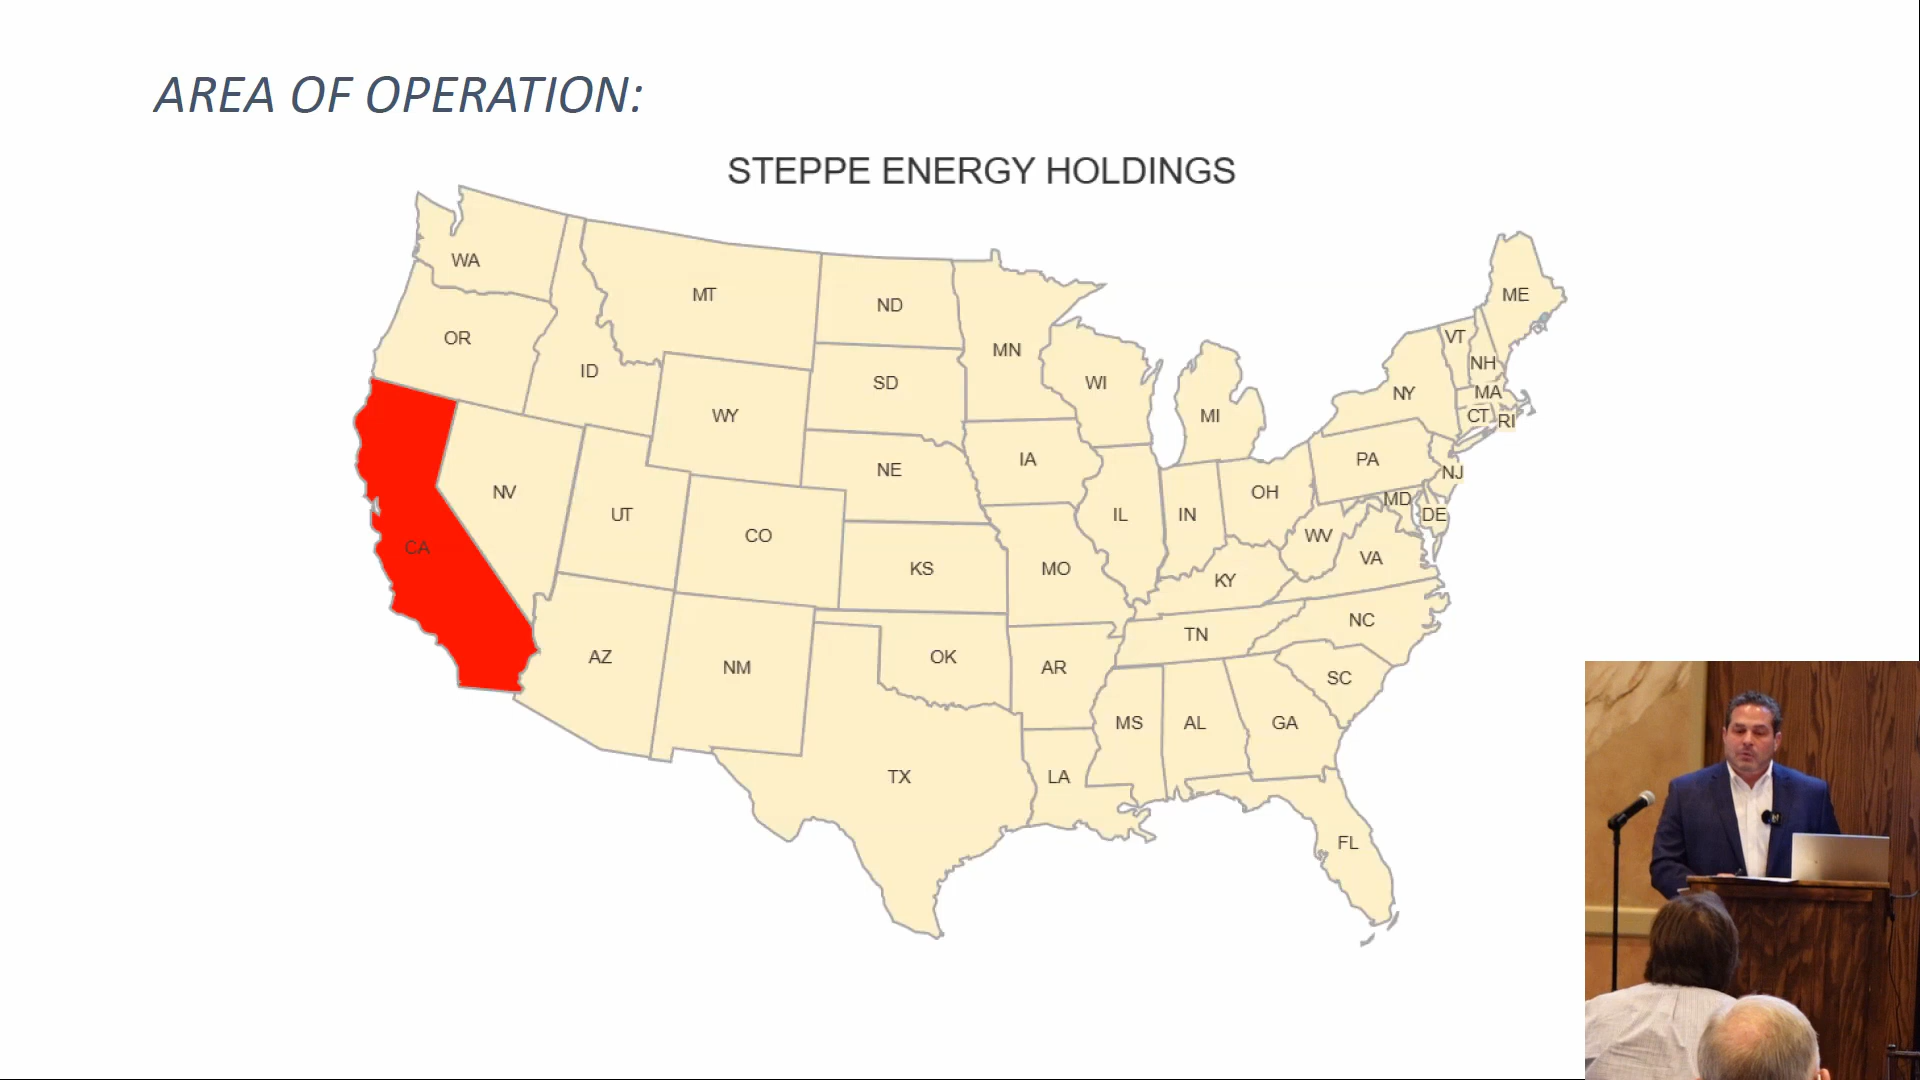 AREA OF OPERATION:
STEPPE ENERGY HOLDINGS
WA
MT
ND
ME
OR
MN
VT
ID
SD
WI
NH
NY
MA
WY
MI
CT
RI
IA
PA
NE
NJ
NV
OH
MD
UT
IL
IN
DE
CO
WV
CA
VA
KS
MO
KY
NC
TN
AZ
NM
OK
AR
SC
MS
AL
GA
TX
LA
FL